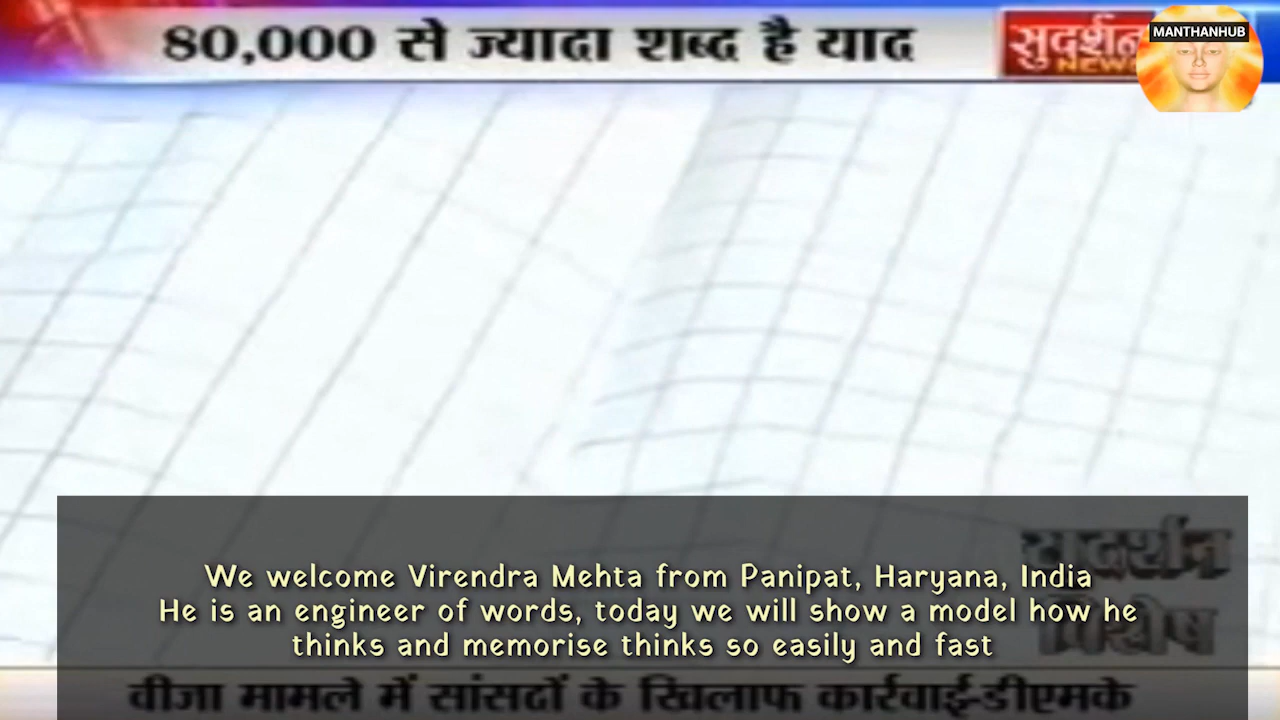 80,000 से ज्यादा शब्द है याद
सुदर्शन
NEWS
MANTHANHUB
We welcome Virendra Mehta from Panipat, Haryana, India
He is an engineer of words, today we will show a model how he
thinks and memorise thinks so easily and fast
सुदर्शन
विशेष
वीजा मामले में सांसदों के खिलाफ कार्रवाई-डीएमके